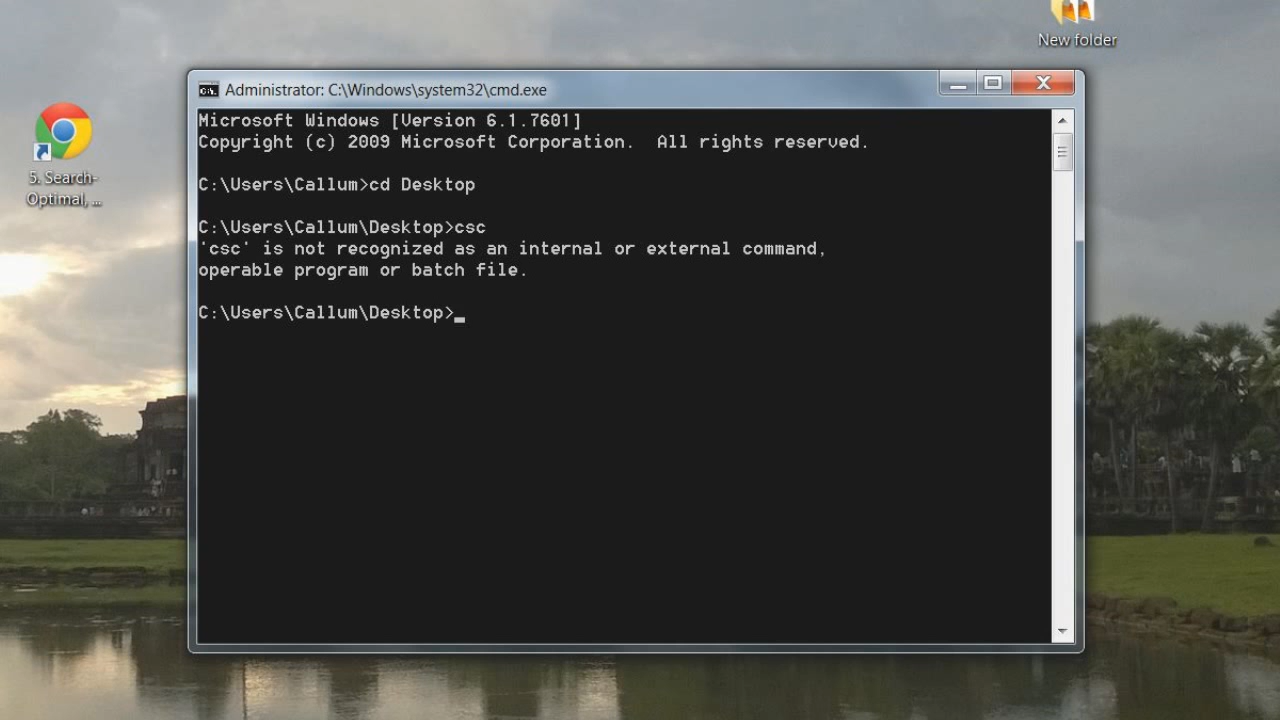 New folder
Administrator: C:\Windows\system32\cmd.exe
Microsoft Windows [Version 6.1.7601]
Copyright (c) 2009 Microsoft Corporation.  All rights reserved.
C:\Users\Callum>cd Desktop
5. Search-
Optimal, ...
C:\Users\Callum\Desktop>csc
'csc' is not recognized as an internal or external command,
operable program or batch file.
C:\Users\Callum\Desktop>_